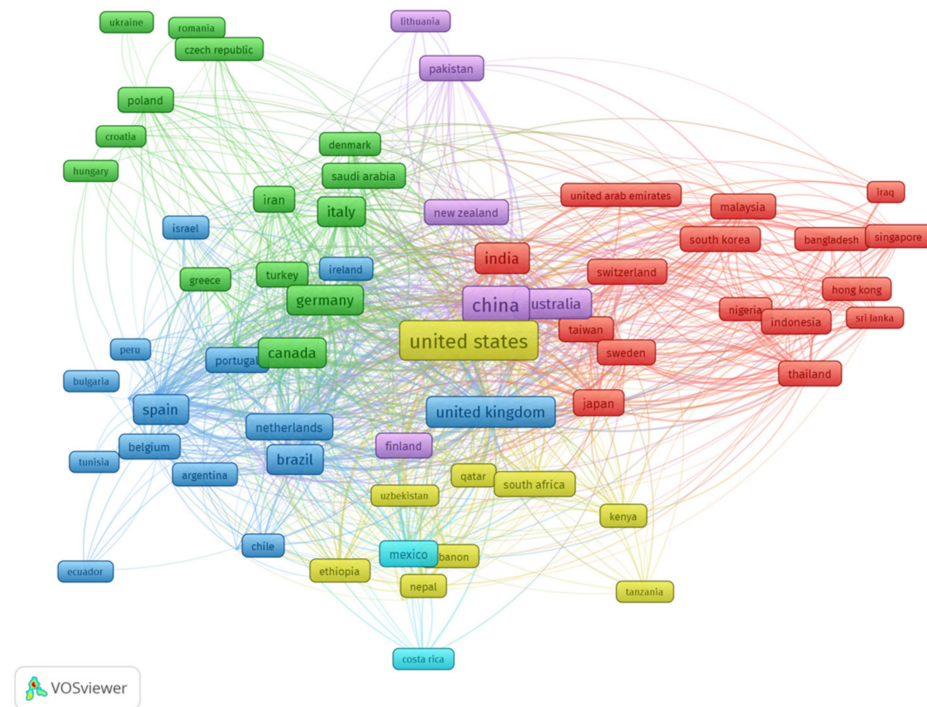 ukraine
romania
lithuania
czech republic
pakistan
poland
croatia
denmark
hungary
saudi arabia
iran
italy
new zealand
united arab emirates
malaysia
iraq
israel
south korea
bangladesh
singapore
india
greece
turkey
ireland
switzerland
germany
china
ustralia
hong kong
nigeria
indonesia
sri lanka
united states
taiwan
peru
portugal
canada
sweden
bulgaria
thailand
spain
netherlands
united kingdom
japan
belgium
finland
tunisia
argentina
brazil
qatar
south africa
uzbekistan
kenya
chile
mexico
banon
ecuador
ethiopia
nepal
tanzania
costa rica
VOSviewer